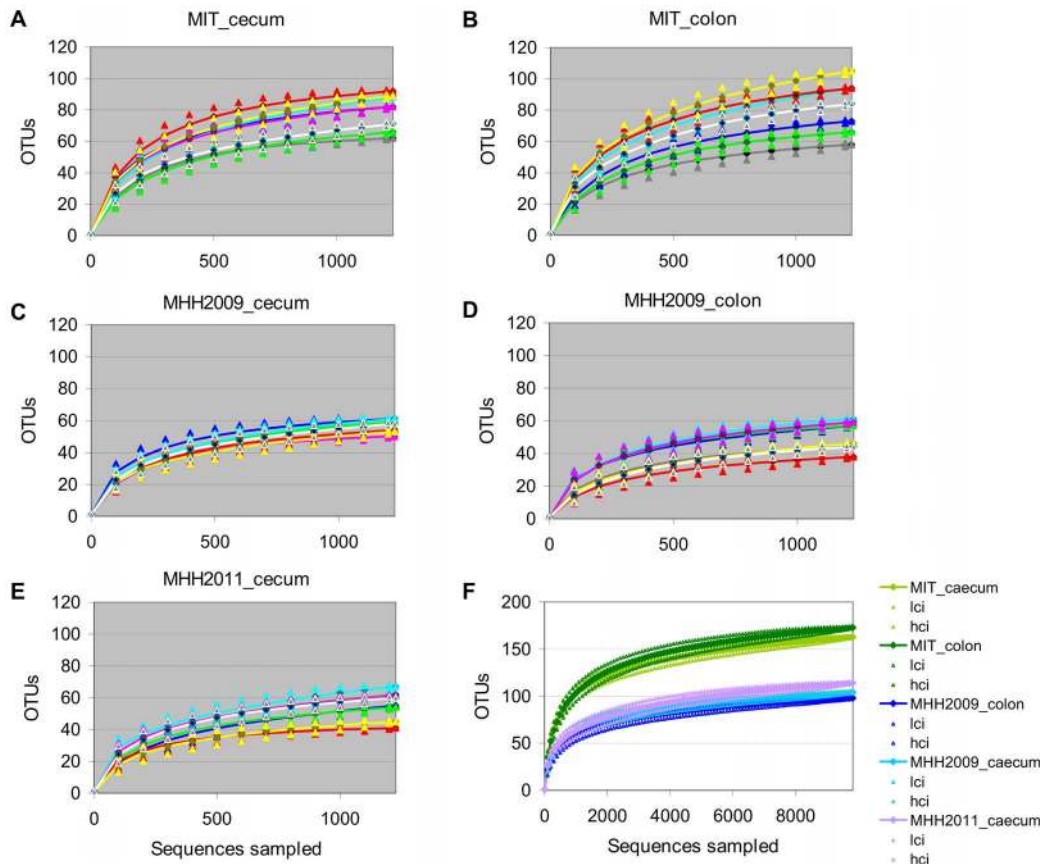 A
MIT_cecum
OTUs
120
100
80
60
40
20
0
0
500
1000
B
MIT_colon
OTUs
120
100
80
60
40
20
0
0
500
1000
C
MHH2009_cecum
OTUs
120
100
80
60
40
20
0
0
500
1000
D
MHH2009_colon
OTUs
120
100
80
60
40
20
0
0
500
1000
E
MHH2011_cecum
OTUs
120
100
80
60
40
20
0
0
500
1000
Sequences sampled
F
OTUs
200
150
100
50
0
0
2000
4000
6000
8000
Sequences sampled
MIT_caecum
lci
hci
MIT_colon
lci
hci
MHH2009_colon
lci
hci
MHH2009_caecum
lci
hci
MHH2011_caecum
lci
hci